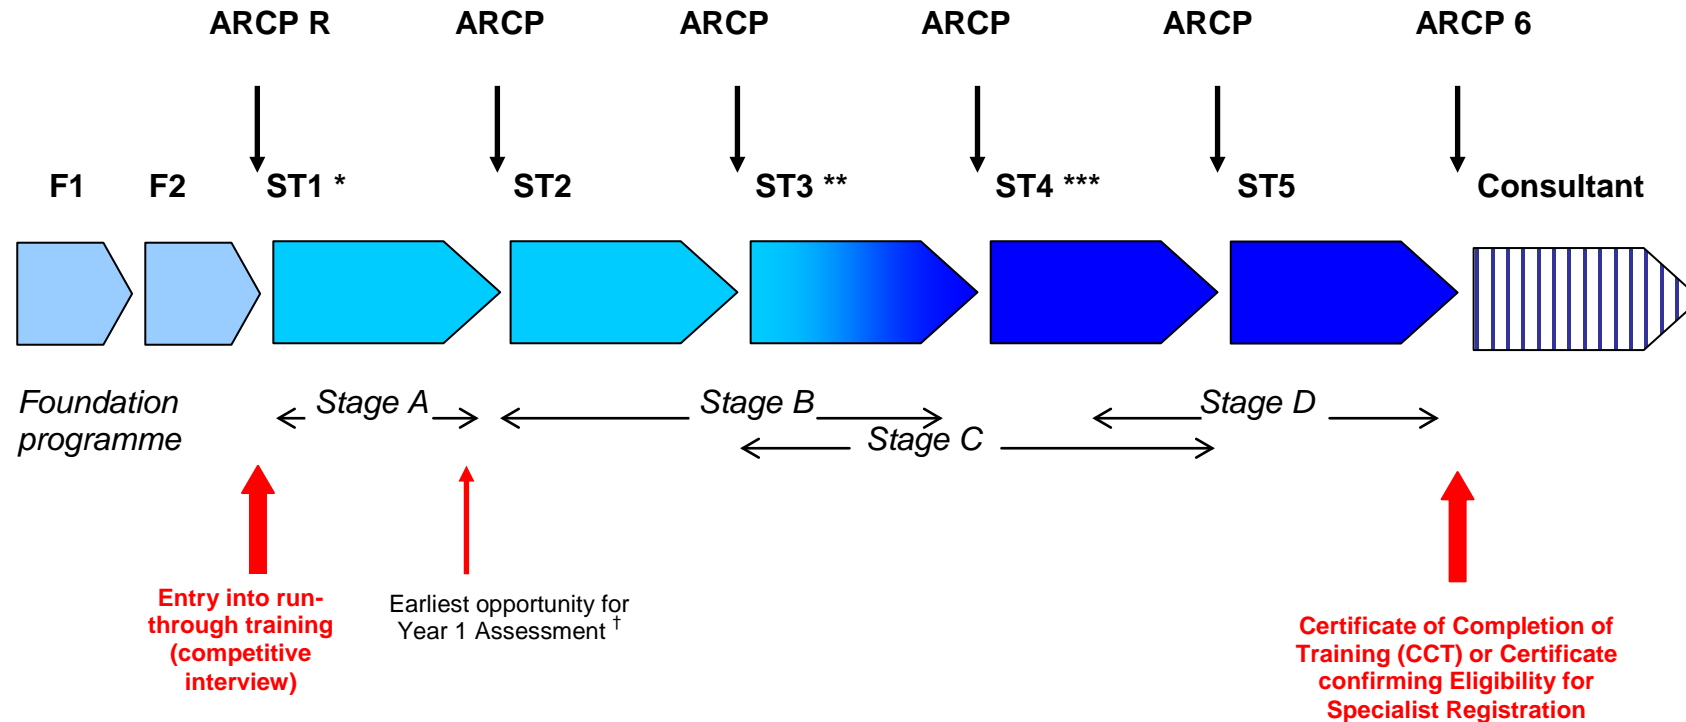 ARCP R ARCP ARCP ARCP ARCP ARCP 6
F1 F2 ST1 * ST2 ST3 ** ST4 *** ST5 Consultant
Foundation
programme
Stage A
Stage B
Stage D
Stage C
Entry into run-
through training
(competitive
interview)
Earliest opportunity for
Year 1 Assessment †
Certificate of Completion of
Training (CCT) or Certificate
confirming Eligibility for
Specialist Registration